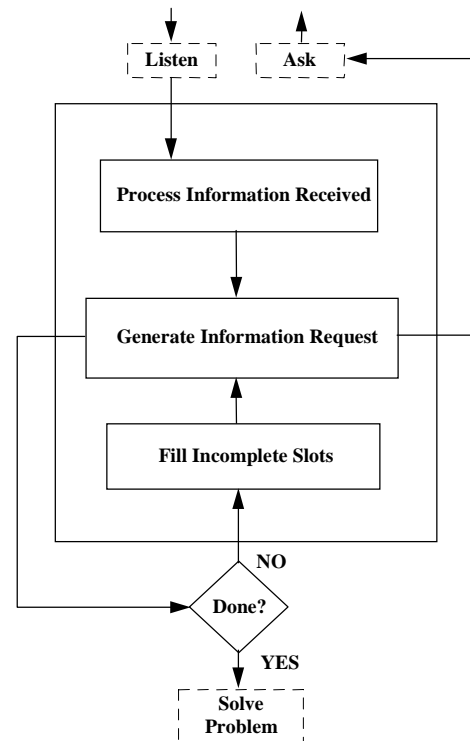 Listen
Ask
Process Information Received
Generate Information Request
Fill Incomplete Slots
NO
Done?
YES
Solve
Problem